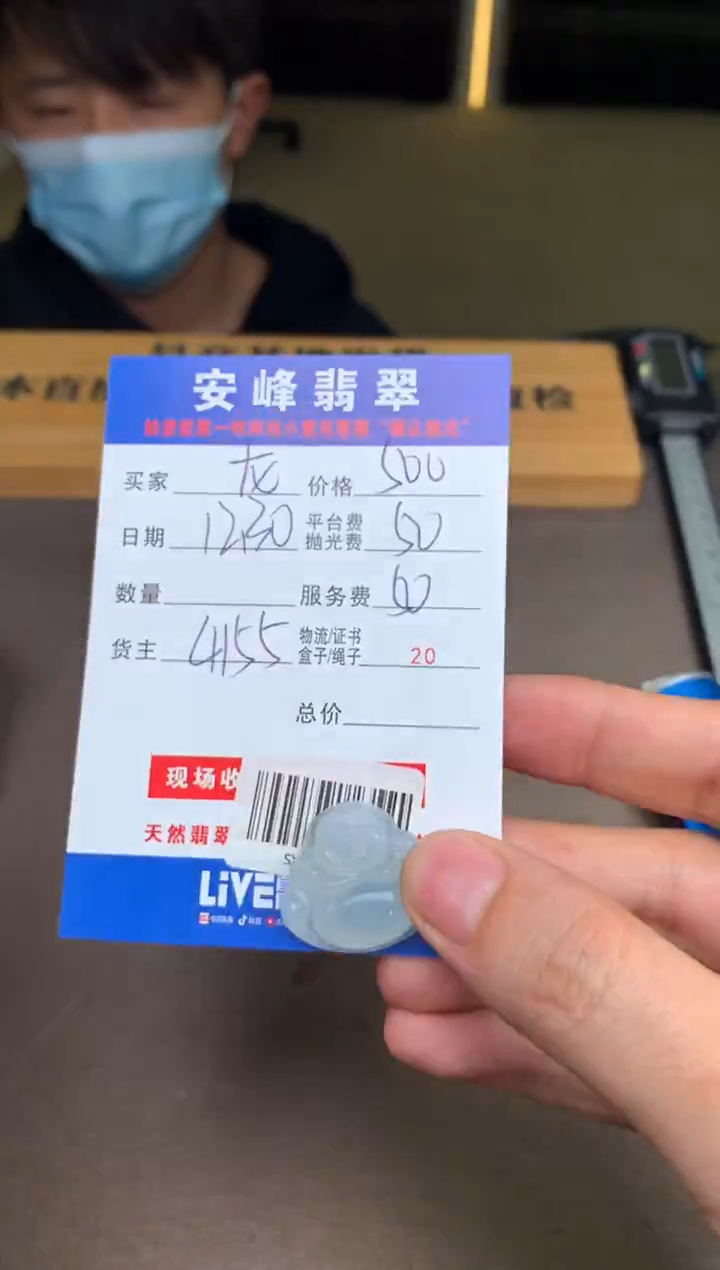 安峰翡翠
买家 龙 价格 500
日期 12.30 平台费 抛光费 50
数量 服务费 60
货主 4155 物流/证书 盒子/绳子 20
总价
现场收
天然翡翠
LiVE